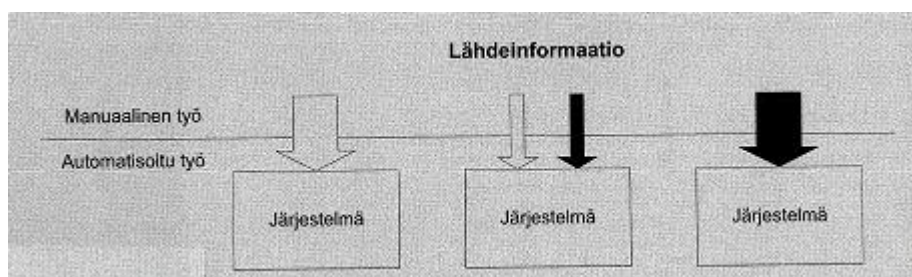 Lähdeinformaatio
Manuaalinen työ
Automatisoitu työ
Järjestelmä
Järjestelmä
Järjestelmä